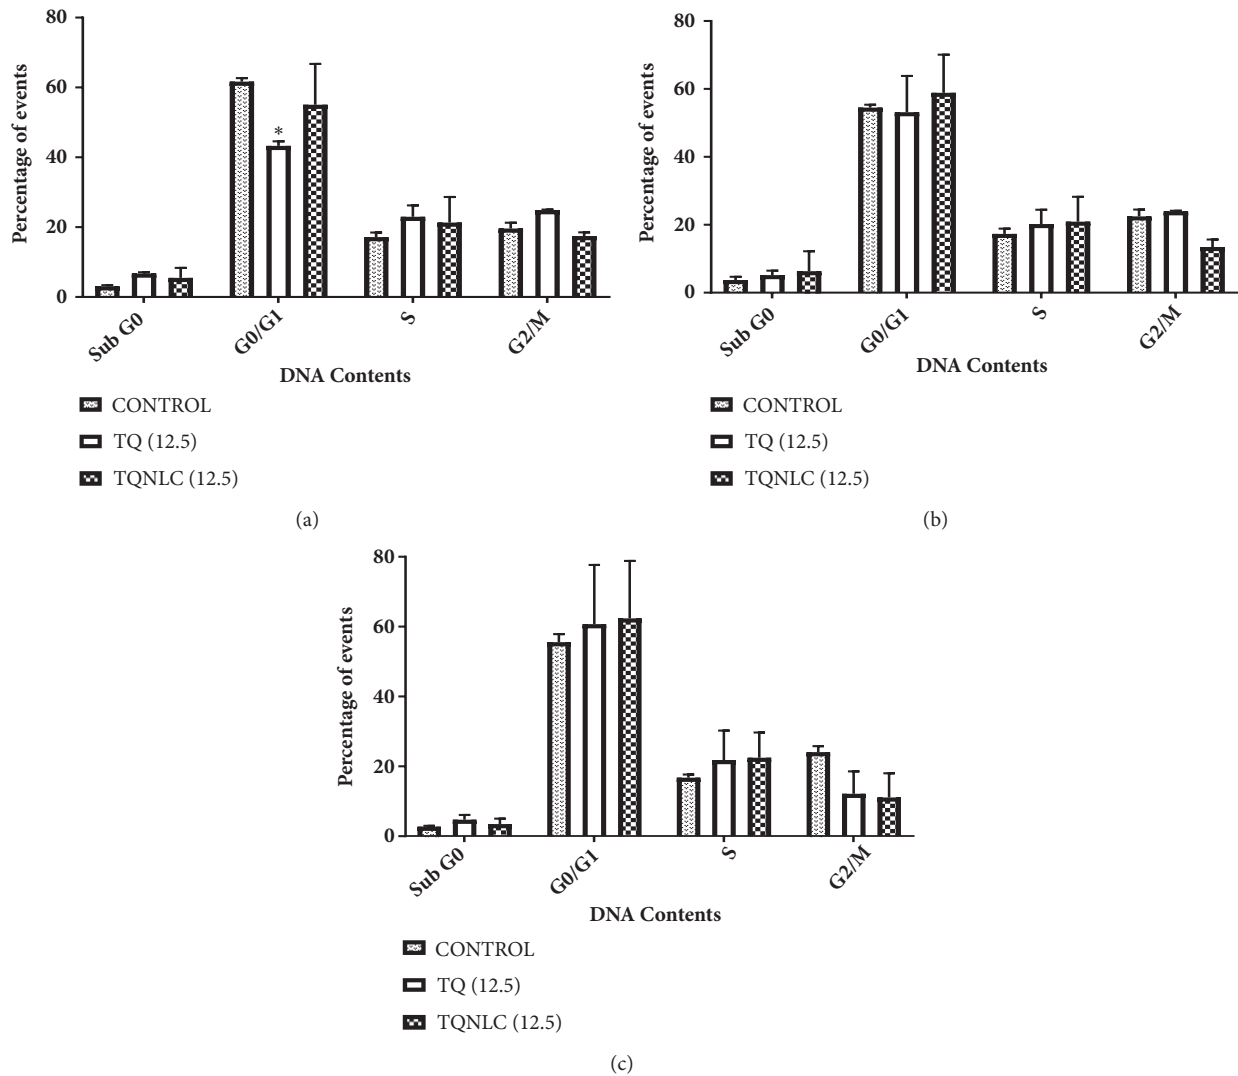 80
60
40
20
0
Percentage of events
*
Sub G0
G0/G1
S
G2/M
DNA Contents
CONTROL
TQ (12.5)
TQNLC (12.5)
(a)
80
60
40
20
0
Percentage of events
Sub G0
G0/G1
S
G2/M
DNA Contents
CONTROL
TQ (12.5)
TQNLC (12.5)
(b)
80
60
40
20
0
Percentage of events
Sub G0
G0/G1
S
G2/M
DNA Contents
CONTROL
TQ (12.5)
TQNLC (12.5)
(c)